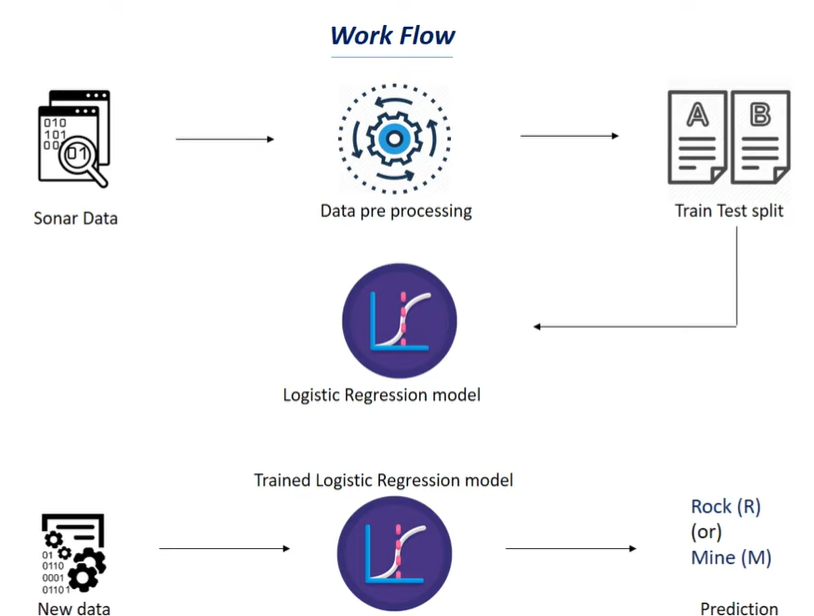 Work Flow
010
101
00
01
A
B
Sonar Data
Data pre processing
Train Test split
Logistic Regression model
Trained Logistic Regression model
Rock (R)
(or)
Mine (M)
01
0110
0001
01101
New data
Prediction